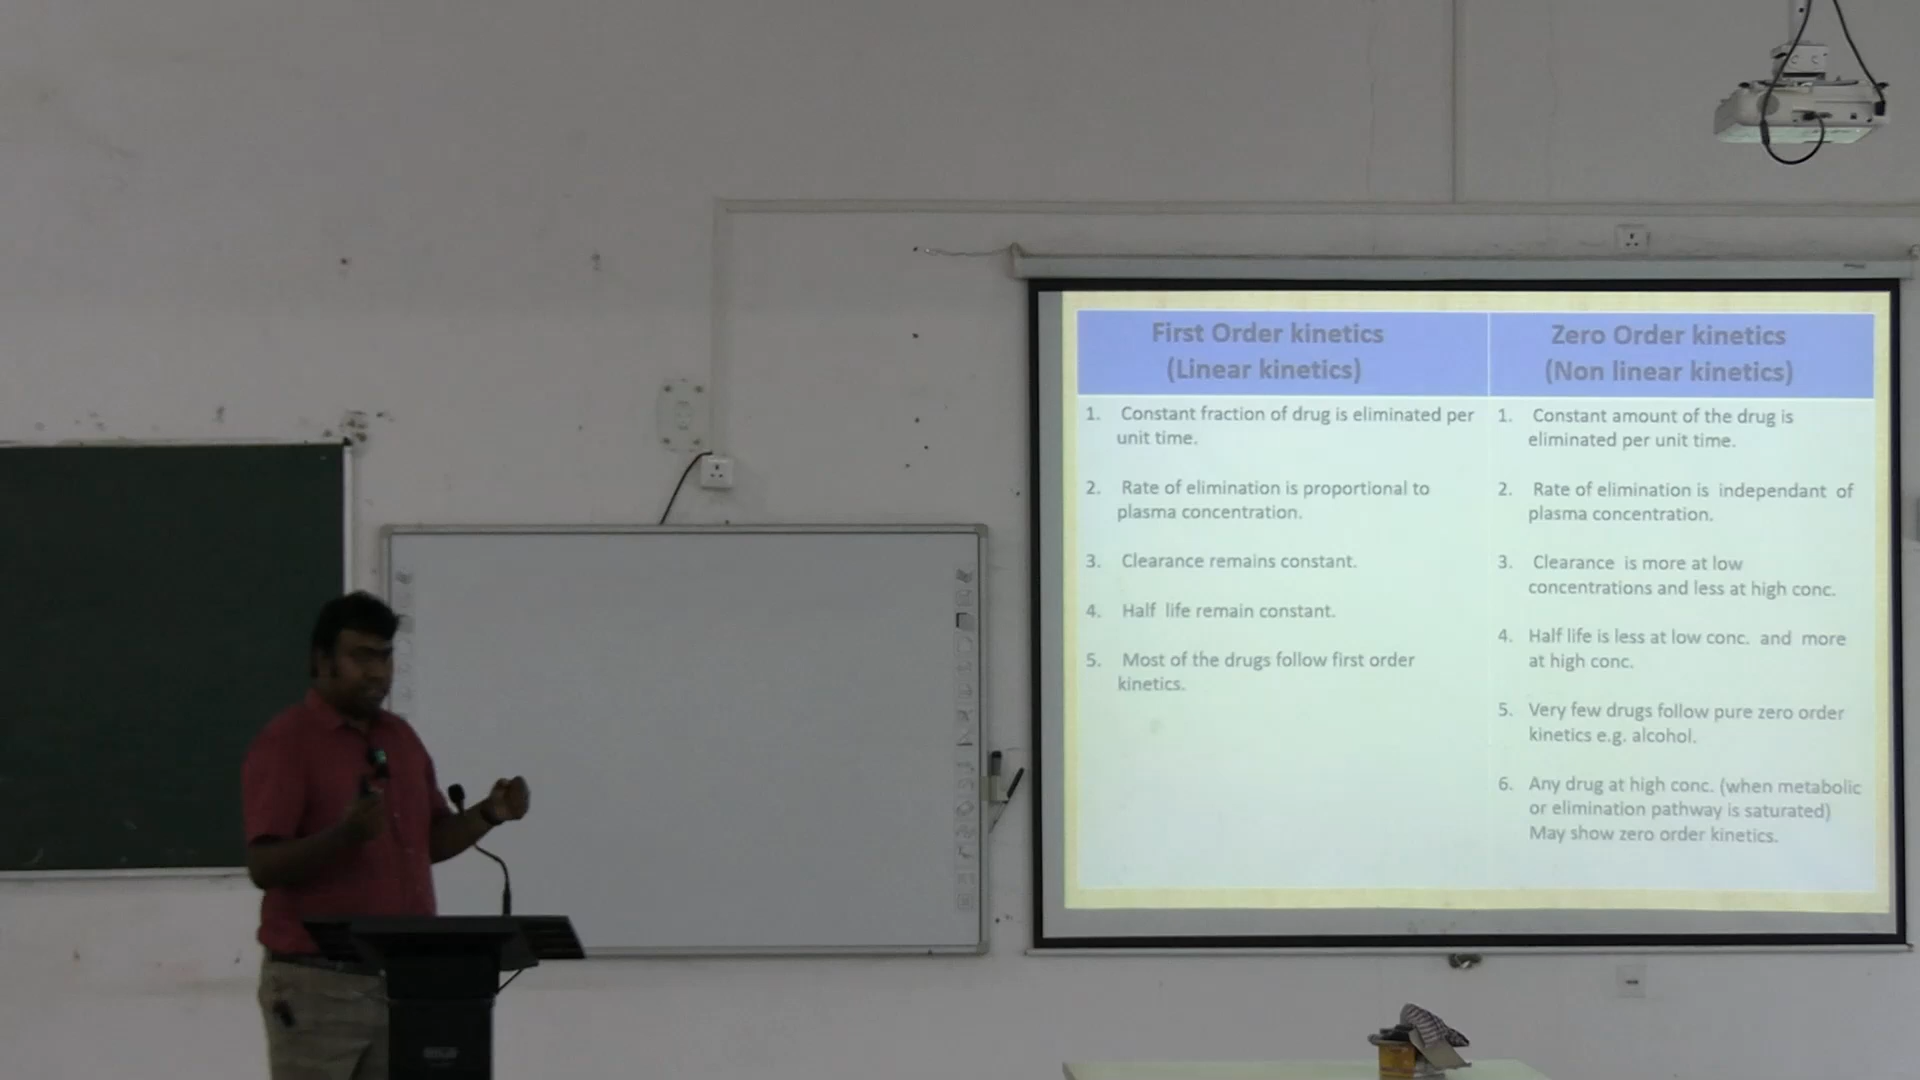 First Order kinetics
(Linear kinetics)
1. Constant fraction of drug is eliminated per
unit time.
2. Rate of elimination is proportional to
plasma concentration.
3. Clearance remains constant.
4. Half life remain constant.
5. Most of the drugs follow first order
kinetics.
Zero Order kinetics
(Non linear kinetics)
1. Constant amount of the drug is
eliminated per unit time.
2. Rate of elimination is independant of
plasma concentration.
3. Clearance is more at low
concentrations and less at high conc.
4. Half life is less at low conc. and more
at high conc.
5. Very few drugs follow pure zero order
kinetics e.g. alcohol.
6. Any drug at high conc. (when metabolic
or elimination pathway is saturated)
May show zero order kinetics.